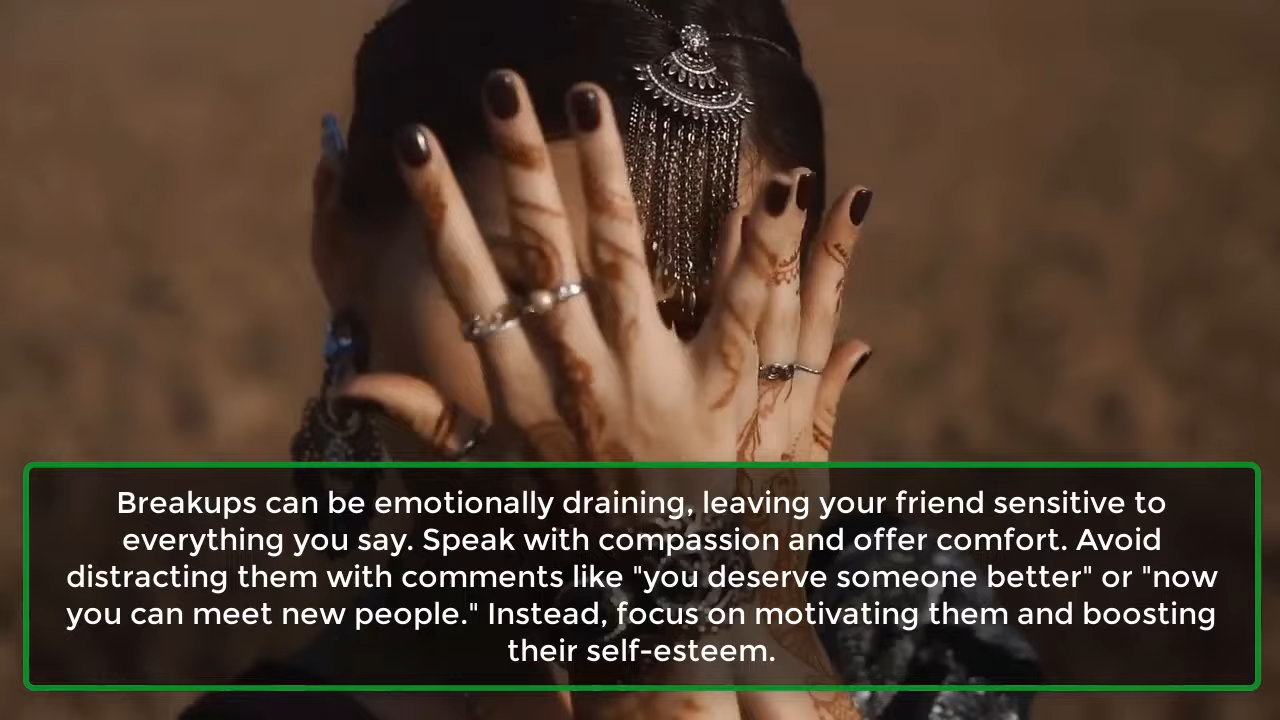 Breakups can be emotionally draining, leaving your friend sensitive to
everything you say. Speak with compassion and offer comfort. Avoid
distracting them with comments like "you deserve someone better" or "now
you can meet new people." Instead, focus on motivating them and boosting
their self-esteem.